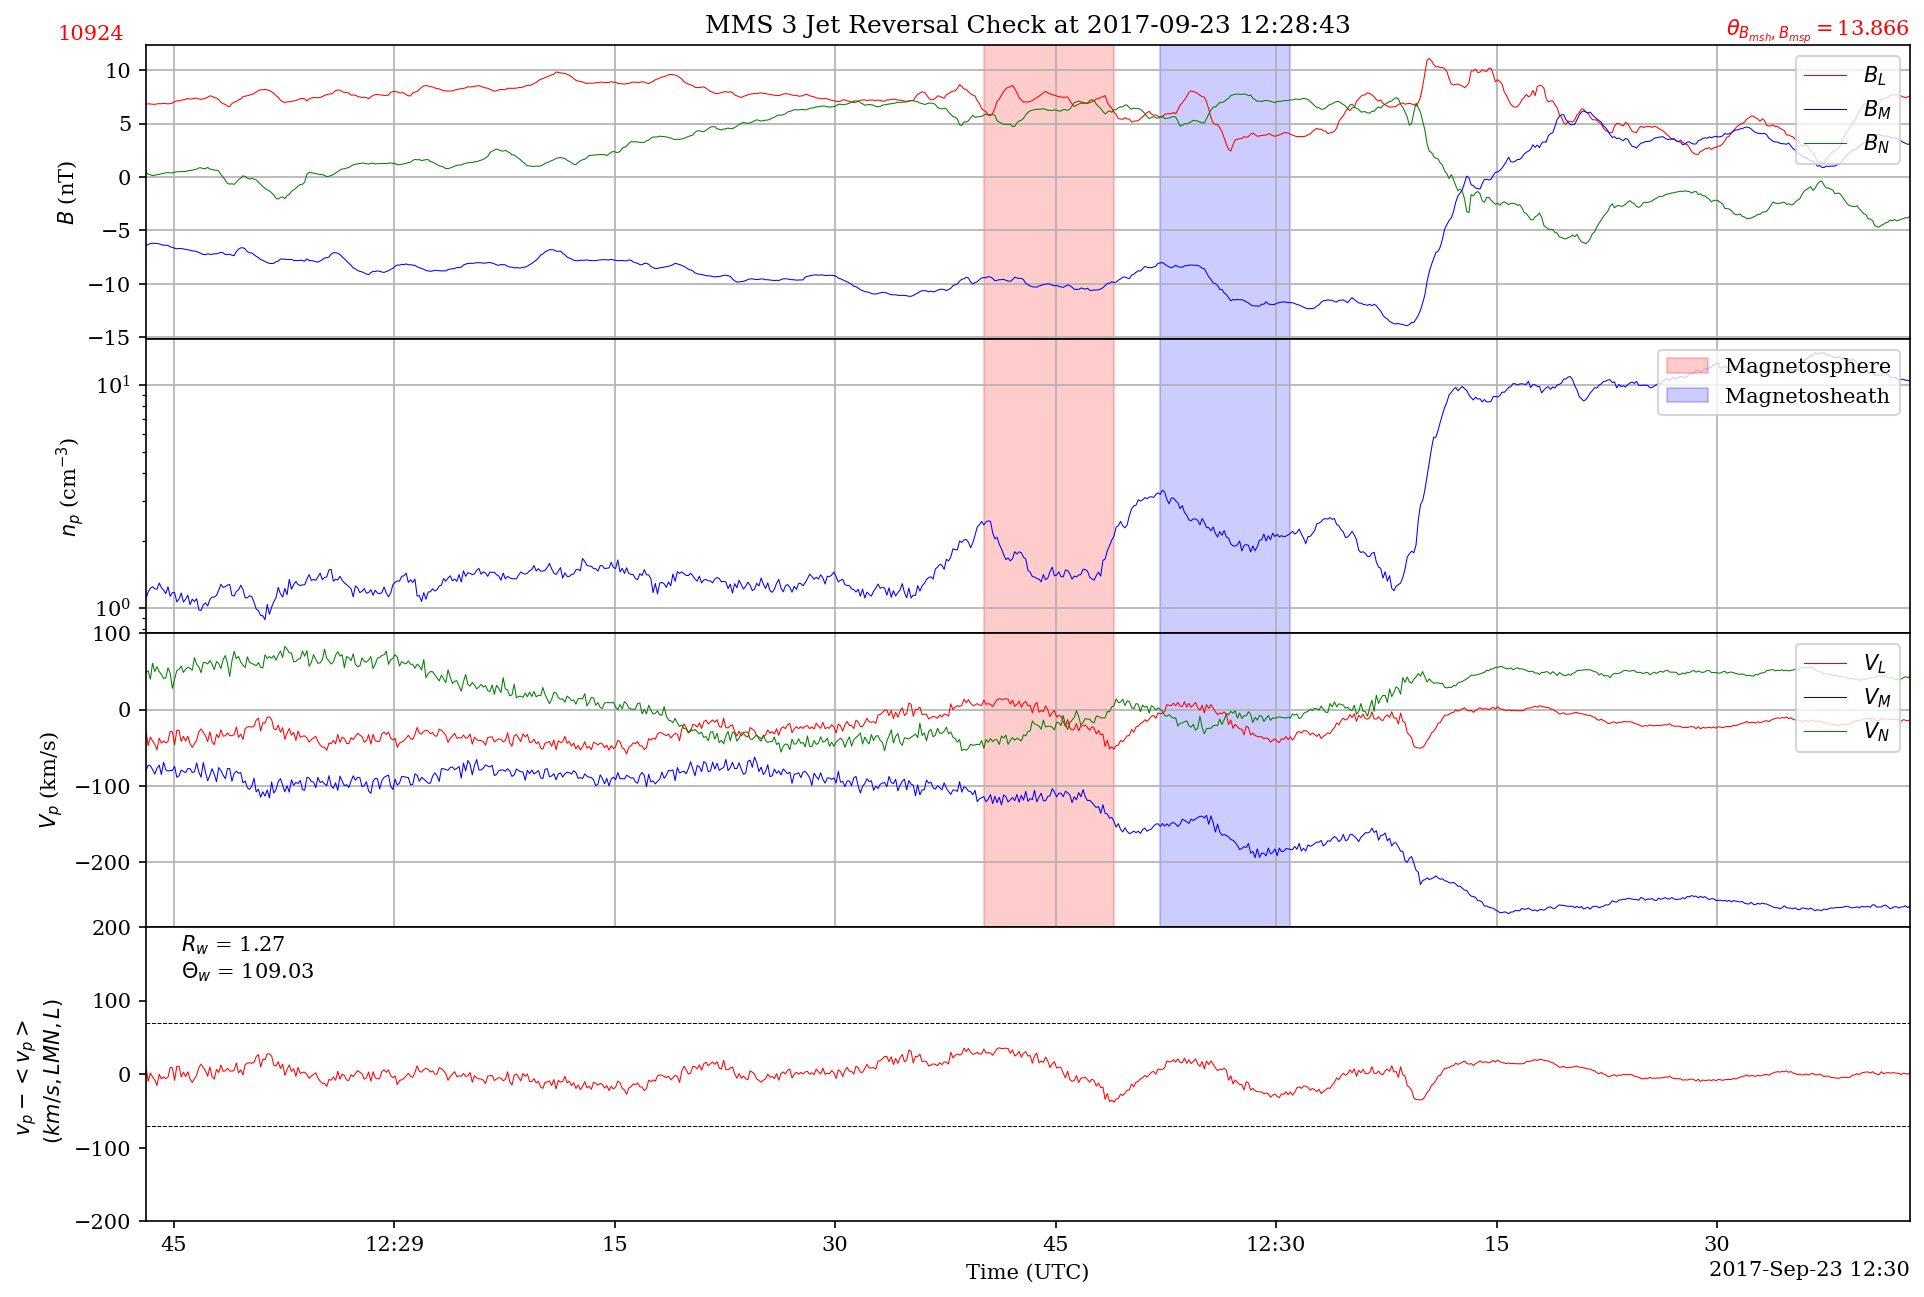 MMS 3 Jet Reversal Check at 2017-09-23 12:28:43
10924
θ_{B_{msh}, B_{msp}} = 13.866
10
5
0
−5
−10
−15
B (nT)
B_L
B_M
B_N
10^1
10^0
n_p (cm^{−3})
Magnetosphere
Magnetosheath
100
0
−100
−200
V_p (km/s)
V_L
V_M
V_N
200
100
0
−100
−200
v_p − < v_p >
(km/s, LMN, L)
R_w = 1.27
Θ_w = 109.03
45
12:29
15
30
45
12:30
15
30
Time (UTC)
2017-Sep-23 12:30